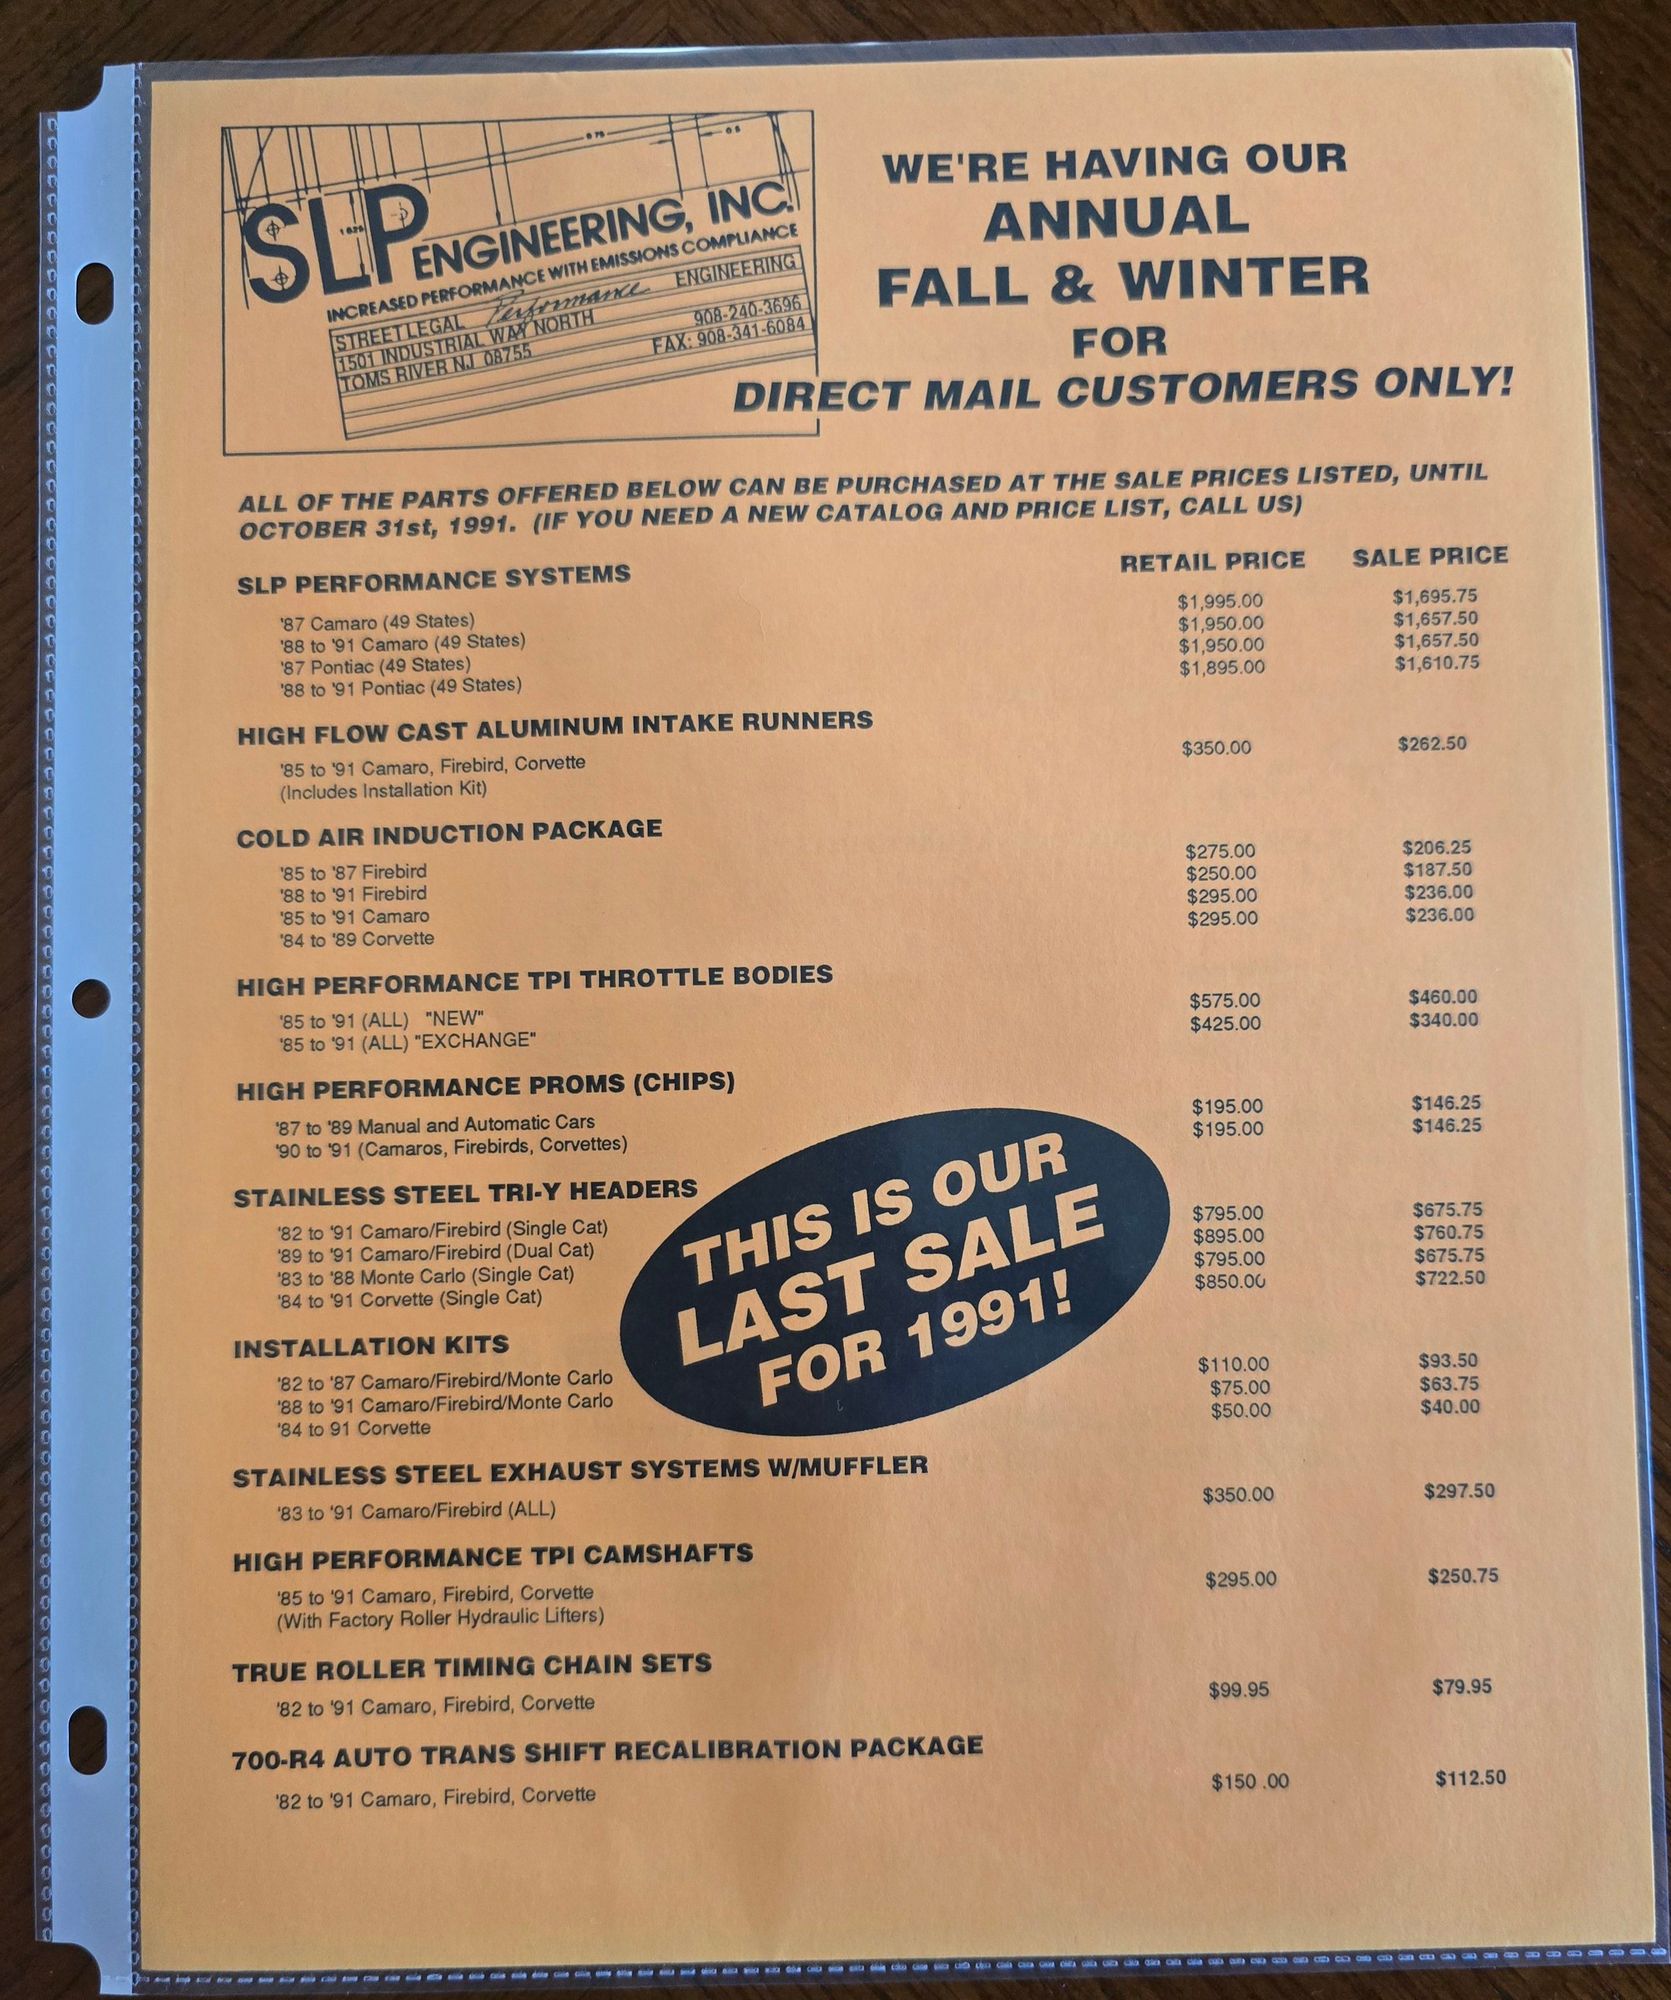 0.75
0.5
1.625
SLP ENGINEERING, INC.
INCREASED PERFORMANCE WITH EMISSIONS COMPLIANCE
STREET LEGAL Performance ENGINEERING
1501 INDUSTRIAL WAY NORTH 908-240-3696
TOMS RIVER NJ 08755 FAX: 908-341-6084
WE'RE HAVING OUR
ANNUAL
FALL & WINTER
FOR
DIRECT MAIL CUSTOMERS ONLY!
ALL OF THE PARTS OFFERED BELOW CAN BE PURCHASED AT THE SALE PRICES LISTED, UNTIL
OCTOBER 31st, 1991. (IF YOU NEED A NEW CATALOG AND PRICE LIST, CALL US)
RETAIL PRICE SALE PRICE
SLP PERFORMANCE SYSTEMS
'87 Camaro (49 States) $1,995.00 $1,695.75
'88 to '91 Camaro (49 States) $1,950.00 $1,657.50
'87 Pontiac (49 States) $1,950.00 $1,657.50
'88 to '91 Pontiac (49 States) $1,895.00 $1,610.75
HIGH FLOW CAST ALUMINUM INTAKE RUNNERS
'85 to '91 Camaro, Firebird, Corvette $350.00 $262.50
(Includes Installation Kit)
COLD AIR INDUCTION PACKAGE
'85 to '87 Firebird $275.00 $206.25
'88 to '91 Firebird $250.00 $187.50
'85 to '91 Camaro $295.00 $236.00
'84 to '89 Corvette $295.00 $236.00
HIGH PERFORMANCE TPI THROTTLE BODIES
'85 to '91 (ALL) "NEW" $575.00 $460.00
'85 to '91 (ALL) "EXCHANGE" $425.00 $340.00
HIGH PERFORMANCE PROMS (CHIPS)
'87 to '89 Manual and Automatic Cars $195.00 $146.25
'90 to '91 (Camaros, Firebirds, Corvettes) $195.00 $146.25
STAINLESS STEEL TRI-Y HEADERS
'82 to '91 Camaro/Firebird (Single Cat) $795.00 $675.75
'89 to '91 Camaro/Firebird (Dual Cat) $895.00 $760.75
'83 to '88 Monte Carlo (Single Cat) $795.00 $675.75
'84 to '91 Corvette (Single Cat) $850.00 $722.50
THIS IS OUR
LAST SALE
FOR 1991!
INSTALLATION KITS
'82 to '87 Camaro/Firebird/Monte Carlo $110.00 $93.50
'88 to '91 Camaro/Firebird/Monte Carlo $75.00 $63.75
'84 to 91 Corvette $50.00 $40.00
STAINLESS STEEL EXHAUST SYSTEMS W/MUFFLER
'83 to '91 Camaro/Firebird (ALL) $350.00 $297.50
HIGH PERFORMANCE TPI CAMSHAFTS
'85 to '91 Camaro, Firebird, Corvette $295.00 $250.75
(With Factory Roller Hydraulic Lifters)
TRUE ROLLER TIMING CHAIN SETS
'82 to '91 Camaro, Firebird, Corvette $99.95 $79.95
700-R4 AUTO TRANS SHIFT RECALIBRATION PACKAGE
'82 to '91 Camaro, Firebird, Corvette $150 .00 $112.50